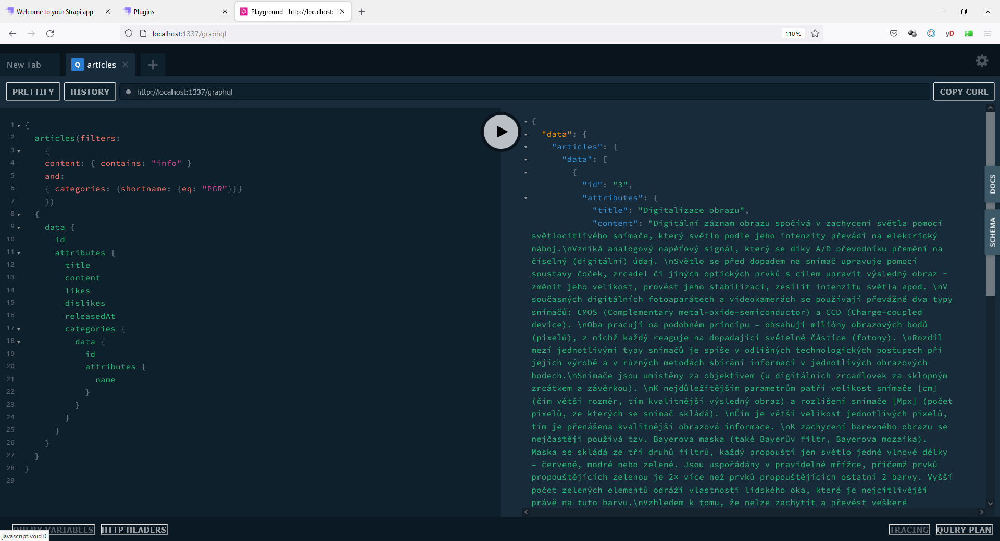 Welcome to your Strapi app
Plugins
Playground - http://localhost:13
localhost:1337/graphql
110 %
yD
New Tab
Q articles
PRETTIFY
HISTORY
http://localhost:1337/graphql
COPY CURL
1 {
2 articles(filters:
3 {
4 content: { contains: "info" }
5 and:
6 { categories: {shortname: {eq: "PGR"}}}
7 })
8 {
9 data {
10 id
11 attributes {
12 title
13 content
14 likes
15 dislikes
16 releasedAt
17 categories {
18 data {
19 id
20 attributes {
21 name
22 }
23 }
24 }
25 }
26 }
27 }
28 }
29
{
"data": {
"articles": {
"data": [
{
"id": "3",
"attributes": {
"title": "Digitalizace obrazu",
"content": "Digitální záznam obrazu spočívá v zachycení světla pomocí
světlocitlivého snímače, který světlo podle jeho intenzity převádí na elektrický
náboj.\nVzniká analogový napěťový signál, který se díky A/D převodníku přemění na
číselný (digitální) údaj. \nSvětlo se před dopadem na snímač upravuje pomocí
soustavy čoček, zrcadel či jiných optických prvků s cílem upravit výsledný obraz –
změnit jeho velikost, provést jeho stabilizaci, zesílit intenzitu světla apod. \nV
současných digitálních fotoaparátech a videokamerách se používají převážně dva typy
snímačů: CMOS (Complementary metal–oxide–semiconductor) a CCD (Charge-coupled
device). \nOba pracují na podobném principu – obsahují milióny obrazových bodů
(pixelů), z nichž každý reaguje na dopadající světelné částice (fotony). \nRozdíl
mezí jednotlivými typy snímačů je spíše v odlišných technologických postupech při
jejich výrobě a v různých metodách sbírání informací v jednotlivých obrazových
bodech.\nSnímače jsou umístěny za objektivem (u digitálních zrcadlovek za sklopným
zrcátkem a závěrkou). \nK nejdůležitějším parametrům patří velikost snímače [cm]
(čím větší rozměr, tím kvalitnější výsledný obraz) a rozlišení snímače [Mpx] (počet
pixelů, ze kterých se snímač skládá). \nČím je větší velikost jednotlivých pixelů,
tím je přenášena kvalitnější obrazová informace. \nK zachycení barevného obrazu se
nejčastěji používá tzv. Bayerova maska (také Bayerův filtr, Bayerova mozaika).
Maska se skládá ze tří druhů filtrů, každý propouští jen světlo jedné vlnové délky
– červené, modré nebo zelené. Jsou uspořádány v pravidelné mřížce, přičemž prvků
propouštějících zelenou je 2× více než prvků propouštějících ostatní 2 barvy. Vyšší
počet zelených elementů odráží vlastnosti lidského oka, které je nejcitlivější
právě na tuto barvu.\nVzhledem k tomu, že nelze zachytit a převést veškeré
DOCS
SCHEMA
QUERY VARIABLES
HTTP HEADERS
TRACING
QUERY PLAN
javascript:void 0